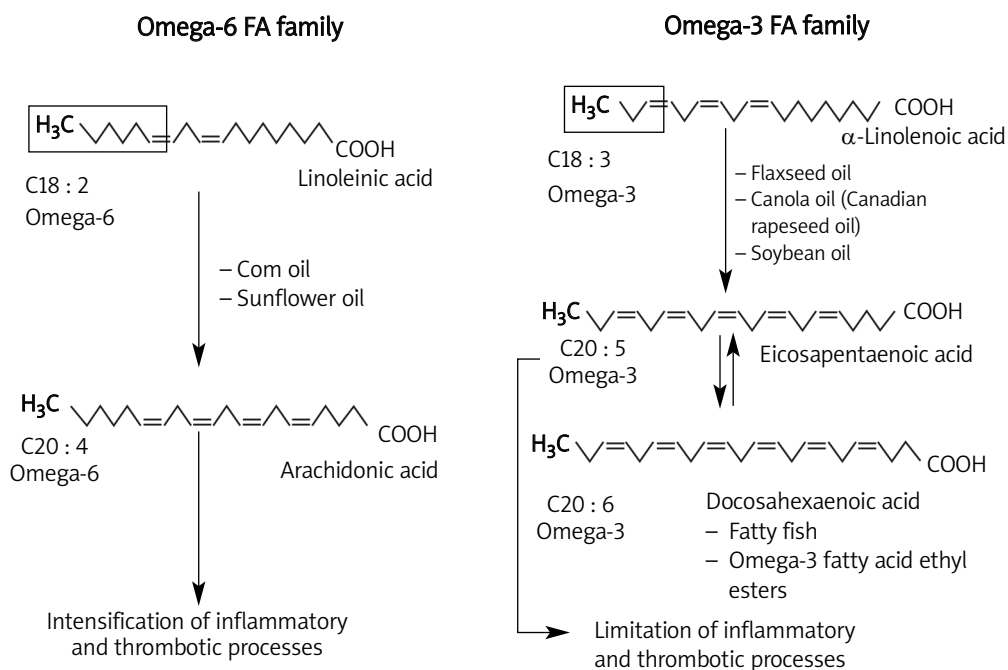 Omega-6 FA family
H₃C
COOH
Linoleinic acid
C18 : 2
Omega-6
– Com oil
– Sunflower oil
H₃C
COOH
C20 : 4
Omega-6
Arachidonic acid
Intensification of inflammatory
and thrombotic processes
Omega-3 FA family
H₃C
COOH
α-Linolenoic acid
C18 : 3
Omega-3
– Flaxseed oil
– Canola oil (Canadian
rapeseed oil)
– Soybean oil
H₃C
COOH
C20 : 5
Omega-3
Eicosapentaenoic acid
H₃C
COOH
C20 : 6
Omega-3
Docosahexaenoic acid
– Fatty fish
– Omega-3 fatty acid ethyl
esters
Limitation of inflammatory
and thrombotic processes